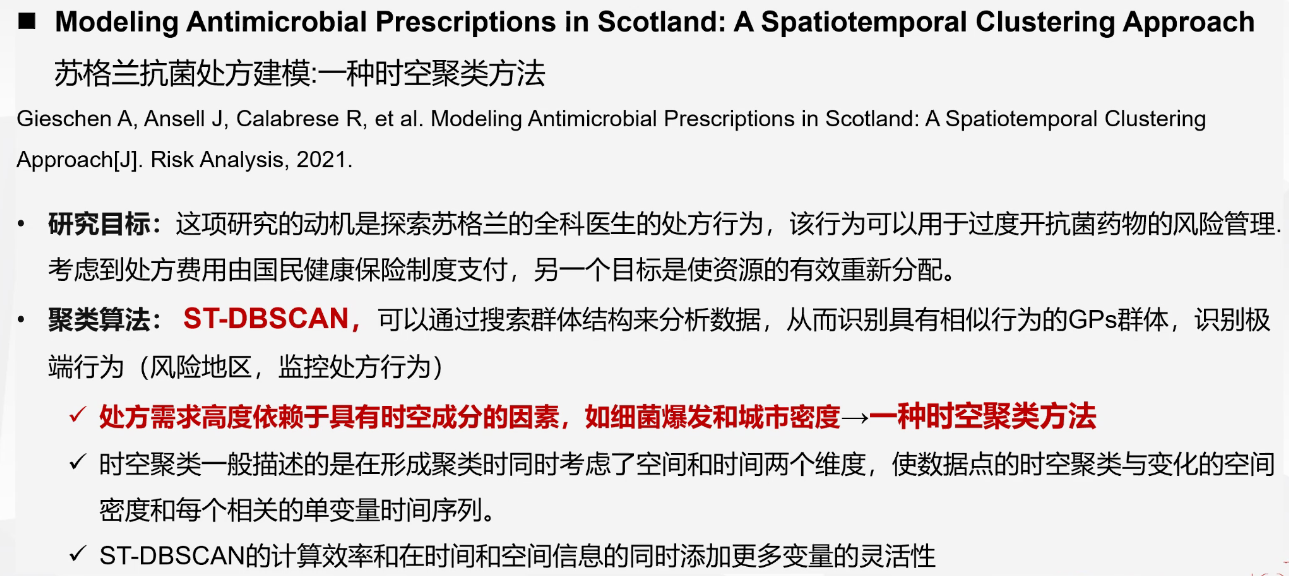 ■ Modeling Antimicrobial Prescriptions in Scotland: A Spatiotemporal Clustering Approach
苏格兰抗菌处方建模:一种时空聚类方法
Gieschen A, Ansell J, Calabrese R, et al. Modeling Antimicrobial Prescriptions in Scotland: A Spatiotemporal Clustering
Approach[J]. Risk Analysis, 2021.
• 研究目标：这项研究的动机是探索苏格兰的全科医生的处方行为，该行为可以用于过度开抗菌药物的风险管理.
考虑到处方费用由国民健康保险制度支付，另一个目标是使资源的有效重新分配。
• 聚类算法： ST-DBSCAN，可以通过搜索群体结构来分析数据，从而识别具有相似行为的GPs群体，识别极
端行为（风险地区，监控处方行为）
✓ 处方需求高度依赖于具有时空成分的因素，如细菌爆发和城市密度→一种时空聚类方法
✓ 时空聚类一般描述的是在形成聚类时同时考虑了空间和时间两个维度，使数据点的时空聚类与变化的空间
密度和每个相关的单变量时间序列。
✓ ST-DBSCAN的计算效率和在时间和空间信息的同时添加更多变量的灵活性